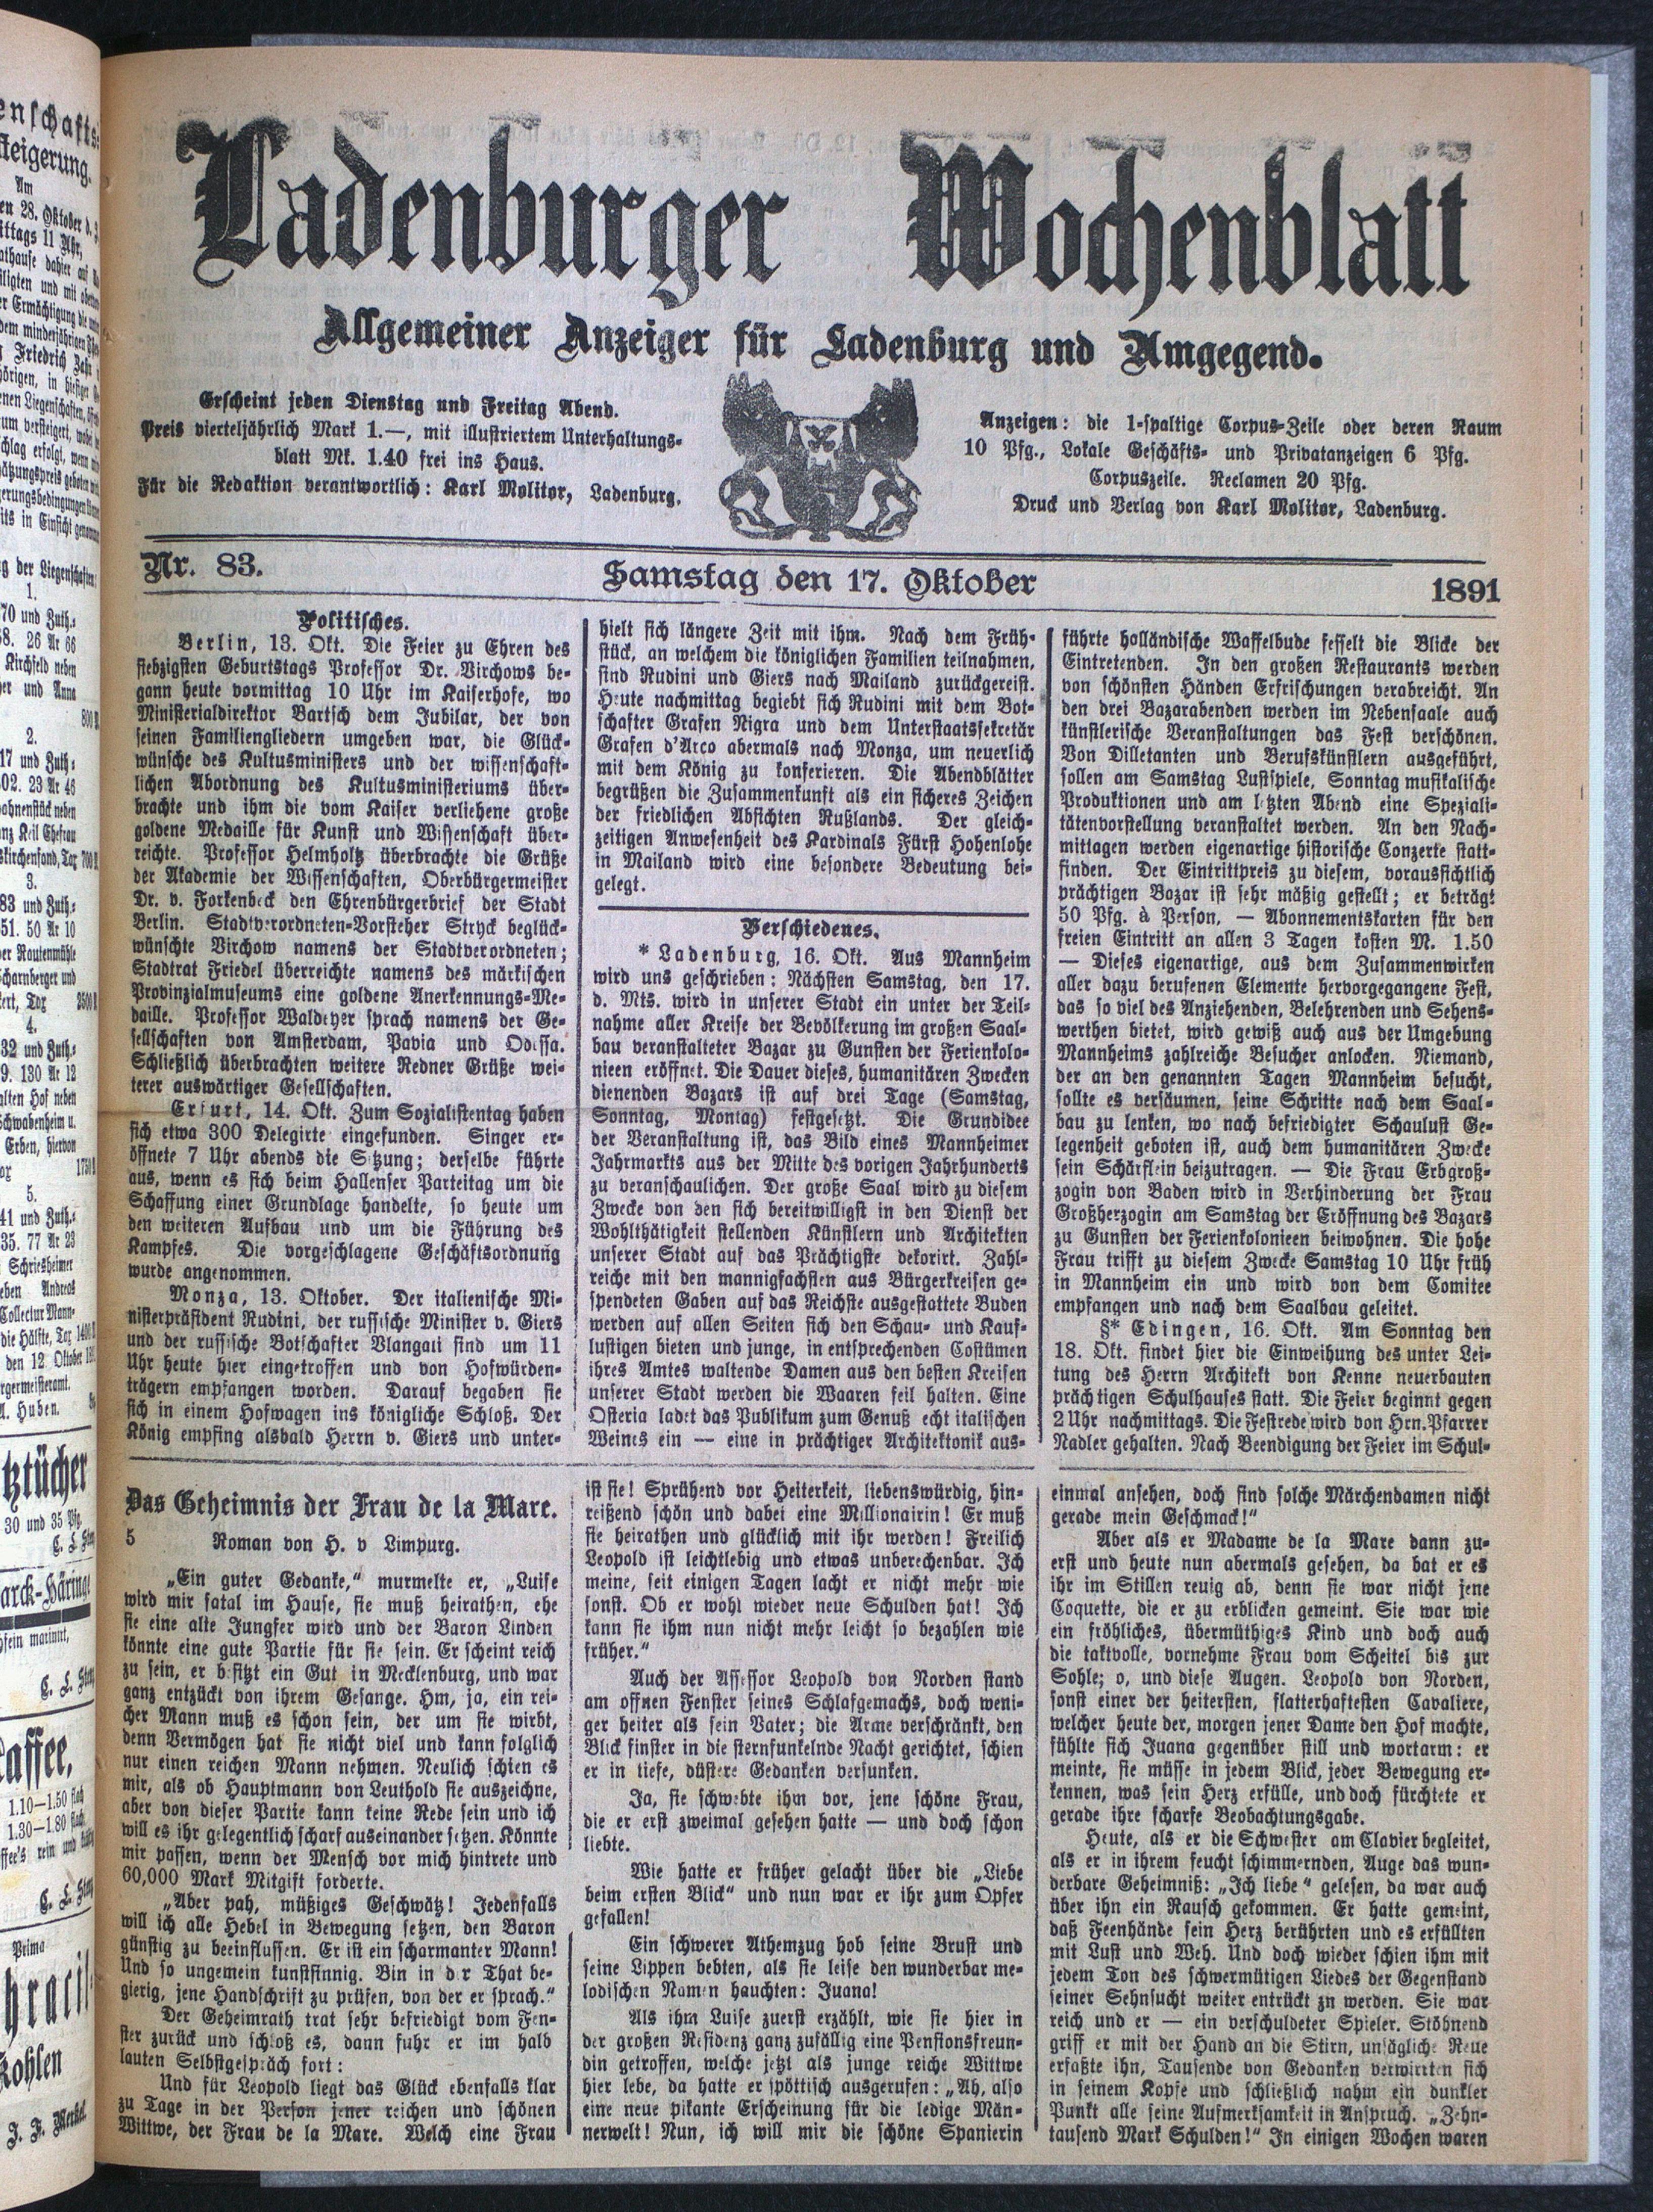 Ladenburger Wochenblatt
Allgemeiner Anzeiger für Ladenburg und Umgegend.
Erscheint jeden Dienstag und Freitag Abend.
Preis vierteljährlich Mark 1.—, mit illustriertem Unterhaltungs-
blatt Mk. 1.40 frei ins Haus.
Für die Redaktion verantwortlich: Karl Molitor, Ladenburg.
Anzeigen: die 1-spaltige Corpus-Zeile oder deren Raum
10 Pfg., Lokale Geschäfts- und Privatanzeigen 6 Pfg.
Corpuszeile. Reclamen 20 Pfg.
Druck und Verlag von Karl Molitor, Ladenburg.
Nr. 83.
Samstag den 17. Oktober
1891
Politisches.
Berlin, 13. Okt. Die Feier zu Ehren des
siebzigsten Geburtstags Professor Dr. Virchows be-
gann heute vormittag 10 Uhr im Kaiserhofe, wo
Ministerialdirektor Bartsch dem Jubilar, der von
seinen Familiengliedern umgeben war, die Glück-
wünsche des Kultusministers und der wissenschaft-
lichen Abordnung des Kultusministeriums über-
brachte und ihm die vom Kaiser verliehene große
goldene Medaille für Kunst und Wissenschaft über-
reichte. Professor Helmholtz überbrachte die Grüße
der Akademie der Wissenschaften, Oberbürgermeister
Dr. v. Forkenbeck den Ehrenbürgerbrief der Stadt
Berlin. Stadtverordneten-Vorsteher Stryck beglück-
wünschte Virchow namens der Stadtverordneten;
Stadtrat Friedel überreichte namens des märkischen
Provinzialmuseums eine goldene Anerkennungs-Me-
daille. Professor Waldeyer sprach namens der Ge-
sellschaften von Amsterdam, Pavia und Odessa.
Schließlich überbrachten weitere Redner Grüße wei-
terer auswärtiger Gesellschaften.
Erfurt, 14. Okt. Zum Sozialistentag haben
sich etwa 300 Delegirte eingefunden. Singer er-
öffnete 7 Uhr abends die Sitzung; derselbe führte
aus, wenn es sich beim Hallenser Parteitag um die
Schaffung einer Grundlage handelte, so heute um
den weiteren Aufbau und um die Führung des
Kampfes. Die vorgeschlagene Geschäftsordnung
wurde angenommen.
Monza, 13. Oktober. Der italienische Mi-
nisterpräsident Rudini, der russische Minister v. Giers
und der russische Botschafter Vlangali sind um 11
Uhr heute hier eingetroffen und von Hofwürden-
trägern empfangen worden. Darauf begaben sie
sich in einem Hofwagen ins königliche Schloß. Der
König empfing alsbald Herrn v. Giers und unter-
hielt sich längere Zeit mit ihm. Nach dem Früh-
stück, an welchem die königlichen Familien teilnahmen,
sind Rudini und Giers nach Mailand zurückgereist.
Heute nachmittag begiebt sich Rudini mit dem Bot-
schafter Grafen Nigra und dem Unterstaatssekretär
Grafen d'Arco abermals nach Monza, um neuerlich
mit dem König zu konferieren. Die Abendblätter
begrüßen die Zusammenkunft als ein sicheres Zeichen
der friedlichen Absichten Rußlands. Der gleich-
zeitigen Anwesenheit des Kardinals Fürst Hohenlohe
in Mailand wird eine besondere Bedeutung bei-
gelegt.
Verschiedenes.
* Ladenburg, 16. Okt. Aus Mannheim
wird uns geschrieben: Nächsten Samstag, den 17.
d. Mts. wird in unserer Stadt ein unter der Teil-
nahme aller Kreise der Bevölkerung im großen Saal-
bau veranstalteter Bazar zu Gunsten der Ferienkolo-
nieen eröffnet. Die Dauer dieses, humanitären Zwecken
dienenden Bazars ist auf drei Tage (Samstag,
Sonntag, Montag) festgesetzt. Die Grundidee
der Veranstaltung ist, das Bild eines Mannheimer
Jahrmarkts aus der Mitte des vorigen Jahrhunderts
zu veranschaulichen. Der große Saal wird zu diesem
Zwecke von den sich bereitwilligst in den Dienst der
Wohlthätigkeit stellenden Künstlern und Architekten
unserer Stadt auf das Prächtigste dekorirt. Zahl-
reiche mit den mannigfachsten aus Bürgerkreisen ge-
spendeten Gaben auf das Reichste ausgestattete Buden
werden auf allen Seiten sich den Schau- und Kauf-
lustigen bieten und junge, in entsprechenden Costümen
ihres Amtes waltende Damen aus den besten Kreisen
unserer Stadt werden die Waaren feil halten. Eine
Osteria ladet das Publikum zum Genuß echt italischen
Weines ein — eine in prächtiger Architektonik aus-
führte holländische Waffelbude fesselt die Blicke der
Eintretenden. In den großen Restaurants werden
von schönsten Händen Erfrischungen verabreicht. An
den drei Bazarabenden werden im Nebensaale auch
künstlerische Veranstaltungen das Fest verschönen.
Von Dilletanten und Berufskünstlern ausgeführt,
sollen am Samstag Lustspiele, Sonntag musikalische
Produktionen und am letzten Abend eine Speziali-
tätenvorstellung veranstaltet werden. An den Nach-
mittagen werden eigenartige historische Conzerte statt-
finden. Der Eintrittpreis zu diesem, voraussichtlich
prächtigen Bazar ist sehr mäßig gestellt; er beträgt
50 Pfg. à Person. — Abonnementskarten für den
freien Eintritt an allen 3 Tagen kosten M. 1.50
— Dieses eigenartige, aus dem Zusammenwirken
aller dazu berufenen Elemente hervorgegangene Fest,
das so viel des Anziehenden, Belehrenden und Sehens-
werthen bietet, wird gewiß auch aus der Umgebung
Mannheims zahlreiche Besucher anlocken. Niemand,
der an den genannten Tagen Mannheim besucht,
sollte es versäumen, seine Schritte nach dem Saal-
bau zu lenken, wo nach befriedigter Schaulust Ge-
legenheit geboten ist, auch dem humanitären Zwecke
sein Schärflein beizutragen. — Die Frau Erbgroß-
zogin von Baden wird in Verhinderung der Frau
Großherzogin am Samstag der Eröffnung des Bazars
zu Gunsten der Ferienkolonieen beiwohnen. Die hohe
Frau trifft zu diesem Zwecke Samstag 10 Uhr früh
in Mannheim ein und wird von dem Comitee
empfangen und nach dem Saalbau geleitet.
§* Edingen, 16. Okt. Am Sonntag den
18. Okt. findet hier die Einweihung des unter Lei-
tung des Herrn Architekt von Kenne neuerbauten
prächtigen Schulhauses statt. Die Feier beginnt gegen
2 Uhr nachmittags. Die Festrede wird von Hrn. Pfarrer
Nadler gehalten. Nach Beendigung der Feier im Schul-
Das Geheimnis der Frau de la Mare.
5 Roman von H. v Limpurg.
„Ein guter Gedanke,“ murmelte er, „Luise
wird mir fatal im Hause, sie muß heirathen, ehe
sie eine alte Jungfer wird und der Baron Linden
könnte eine gute Partie für sie sein. Er scheint reich
zu sein, er besitzt ein Gut in Mecklenburg, und war
ganz entzückt von ihrem Gesange. Hm, ja, ein rei-
cher Mann muß es schon sein, der um sie wirbt,
denn Vermögen hat sie nicht viel und kann folglich
nur einen reichen Mann nehmen. Neulich schien es
mir, als ob Hauptmann von Leuthold sie auszeichne,
aber von dieser Partie kann keine Rede sein und ich
will es ihr gelegentlich scharf auseinander setzen. Könnte
mir passen, wenn der Mensch vor mich hintrete und
60,000 Mark Mitgift forderte.
„Aber pah, müßiges Geschwätz! Jedenfalls
will ich alle Hebel in Bewegung setzen, den Baron
günstig zu beeinflussen. Er ist ein scharmanter Mann!
Und so ungemein kunstsinnig. Bin in d r That be-
gierig, jene Handschrift zu prüfen, von der er sprach.“
Der Geheimrath trat sehr befriedigt vom Fen-
ster zurück und schloß es, dann fuhr er im halb
lauten Selbstgespräch fort:
Und für Leopold liegt das Glück ebenfalls klar
zu Tage in der Person jener reichen und schönen
Wittwe, der Frau de la Mare. Welch eine Frau
ist sie! Sprühend vor Heiterkeit, liebenswürdig, hin-
reißend schön und dabei eine Millionairin! Er muß
sie heirathen und glücklich mit ihr werden! Freilich
Leopold ist leichtlebig und etwas unberechenbar. Ich
meine, seit einigen Tagen lacht er nicht mehr wie
sonst. Ob er wohl wieder neue Schulden hat! Ich
kann sie ihm nun nicht mehr leicht so bezahlen wie
früher.“
Auch der Assessor Leopold von Norden stand
am offnen Fenster seines Schlafgemachs, doch weni-
ger heiter als sein Vater; die Arme verschränkt, den
Blick finster in die sternfunkelnde Nacht gerichtet, schien
er in tiefe, düstere Gedanken versunken.
Ja, sie schwebte ihm vor, jene schöne Frau,
die er erst zweimal gesehen hatte — und doch schon
liebte.
Wie hatte er früher gelacht über die „Liebe
beim ersten Blick“ und nun war er ihr zum Opfer
gefallen!
Ein schwerer Athemzug hob seine Brust und
seine Lippen bebten, als sie leise den wunderbar me-
lodischen Namen hauchten: Juana!
Als ihm Luise zuerst erzählt, wie sie hier in
der großen Residenz ganz zufällig eine Pensionsfreun-
din getroffen, welche jetzt als junge reiche Wittwe
hier lebe, da hatte er spöttisch ausgerufen: „Ah, also
eine neue pikante Erscheinung für die ledige Män-
nerwelt! Nun, ich will mir die schöne Spanierin
einmal ansehen, doch sind solche Märchendamen nicht
gerade mein Geschmack!“
Aber als er Madame de la Mare dann zu-
erst und heute nun abermals gesehen, da bat er es
ihr im Stillen reuig ab, denn sie war nicht jene
Coquette, die er zu erblicken gemeint. Sie war wie
ein fröhliches, übermüthiges Kind und doch auch
die taktvolle, vornehme Frau vom Scheitel bis zur
Sohle; o, und diese Augen. Leopold von Norden,
sonst einer der heitersten, flatterhaftesten Cavaliere,
welcher heute der, morgen jener Dame den Hof machte,
fühlte sich Juana gegenüber still und wortarm: er
meinte, sie müsse in jedem Blick, jeder Bewegung er-
kennen, was sein Herz erfülle, und doch fürchtete er
gerade ihre scharfe Beobachtungsgabe.
Heute, als er die Schwester am Clavier begleitet,
als er in ihrem feucht schimmernden, Auge das wun-
derbare Geheimniß: „Ich liebe“ gelesen, da war auch
über ihn ein Rausch gekommen. Er hatte gemeint,
daß Feenhände sein Herz berührten und es erfüllten
mit Lust und Weh. Und doch wieder schien ihm mit
jedem Ton des schwermütigen Liedes der Gegenstand
seiner Sehnsucht weiter entrückt zn werden. Sie war
reich und er — ein verschuldeter Spieler. Stöhnend
griff er mit der Hand an die Stirn, unsägliche Reue
erfaßte ihn, Tausende von Gedanken verwirrten sich
in seinem Kopfe und schließlich nahm ein dunkler
Punkt alle seine Aufmerksamkeit in Anspruch. „Zehn-
tausend Mark Schulden!“ In einigen Wochen waren